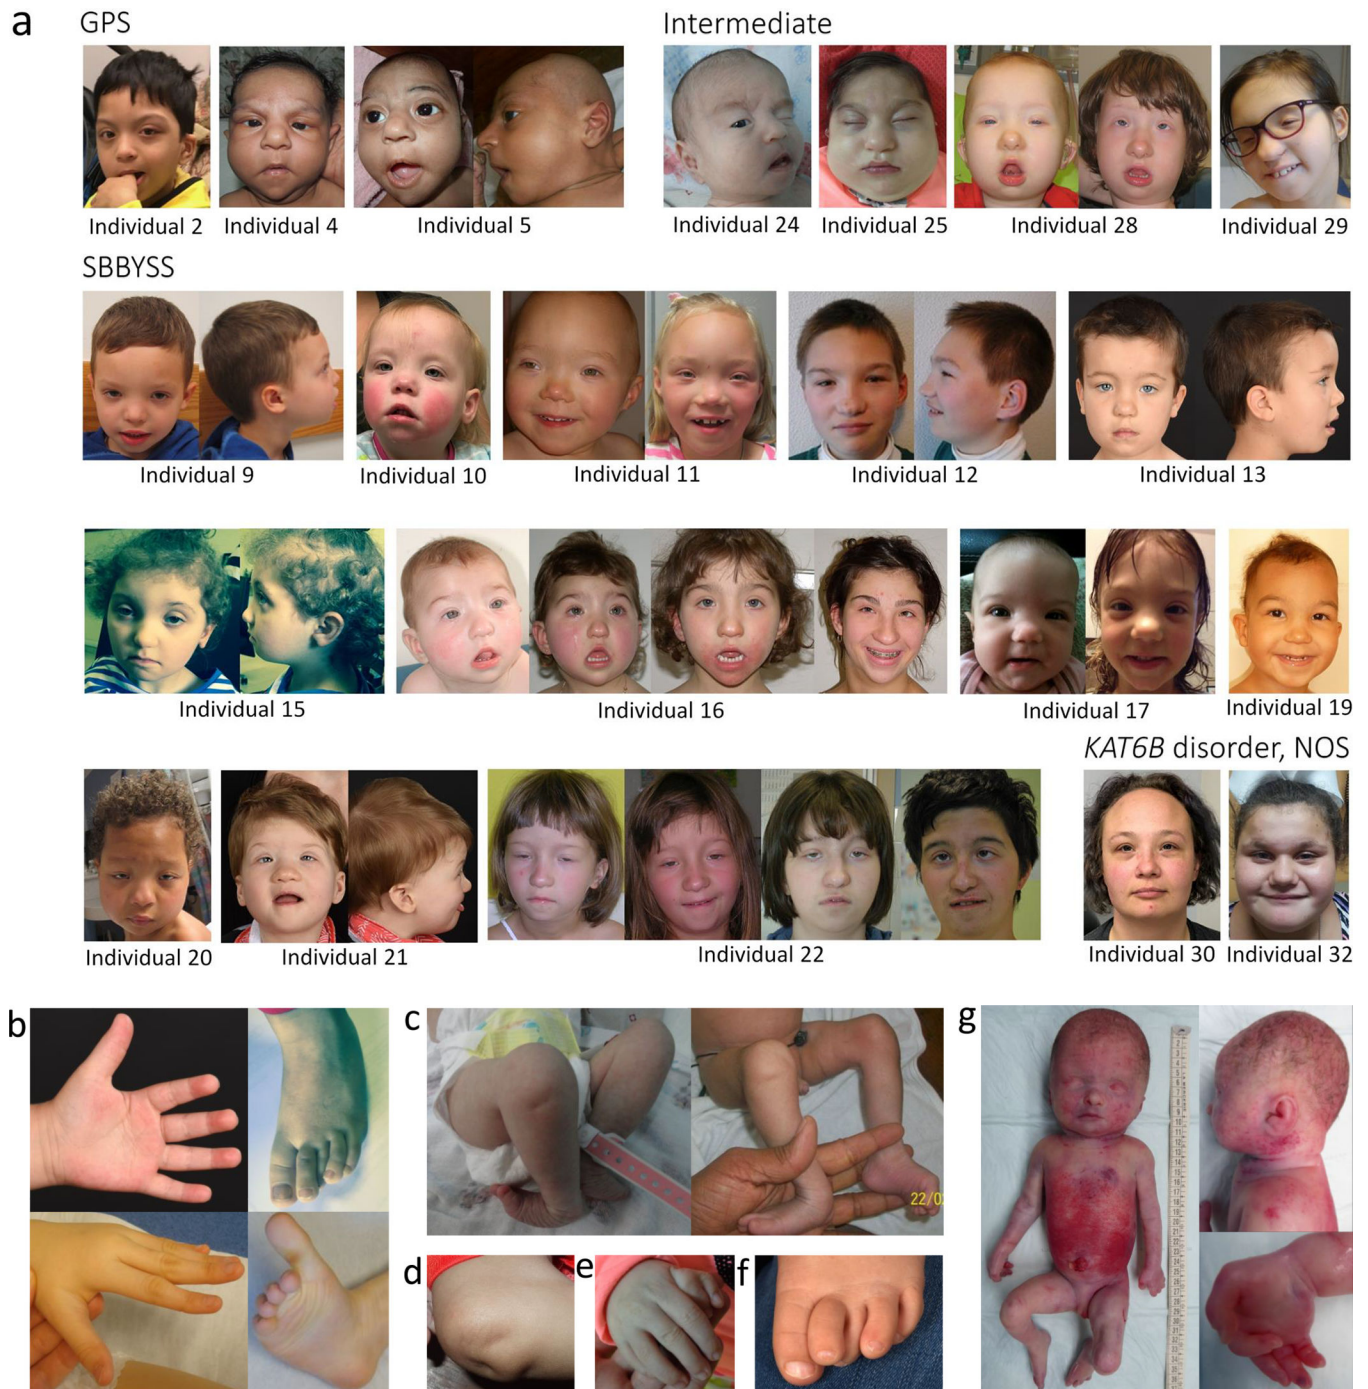 a
GPS
Intermediate
Individual 2
Individual 4
Individual 5
Individual 24
Individual 25
Individual 28
Individual 29
SBBYSS
Individual 9
Individual 10
Individual 11
Individual 12
Individual 13
Individual 15
Individual 16
Individual 17
Individual 19
KAT6B disorder, NOS
Individual 20
Individual 21
Individual 22
Individual 30
Individual 32
b
c
g
22/0
d
e
f